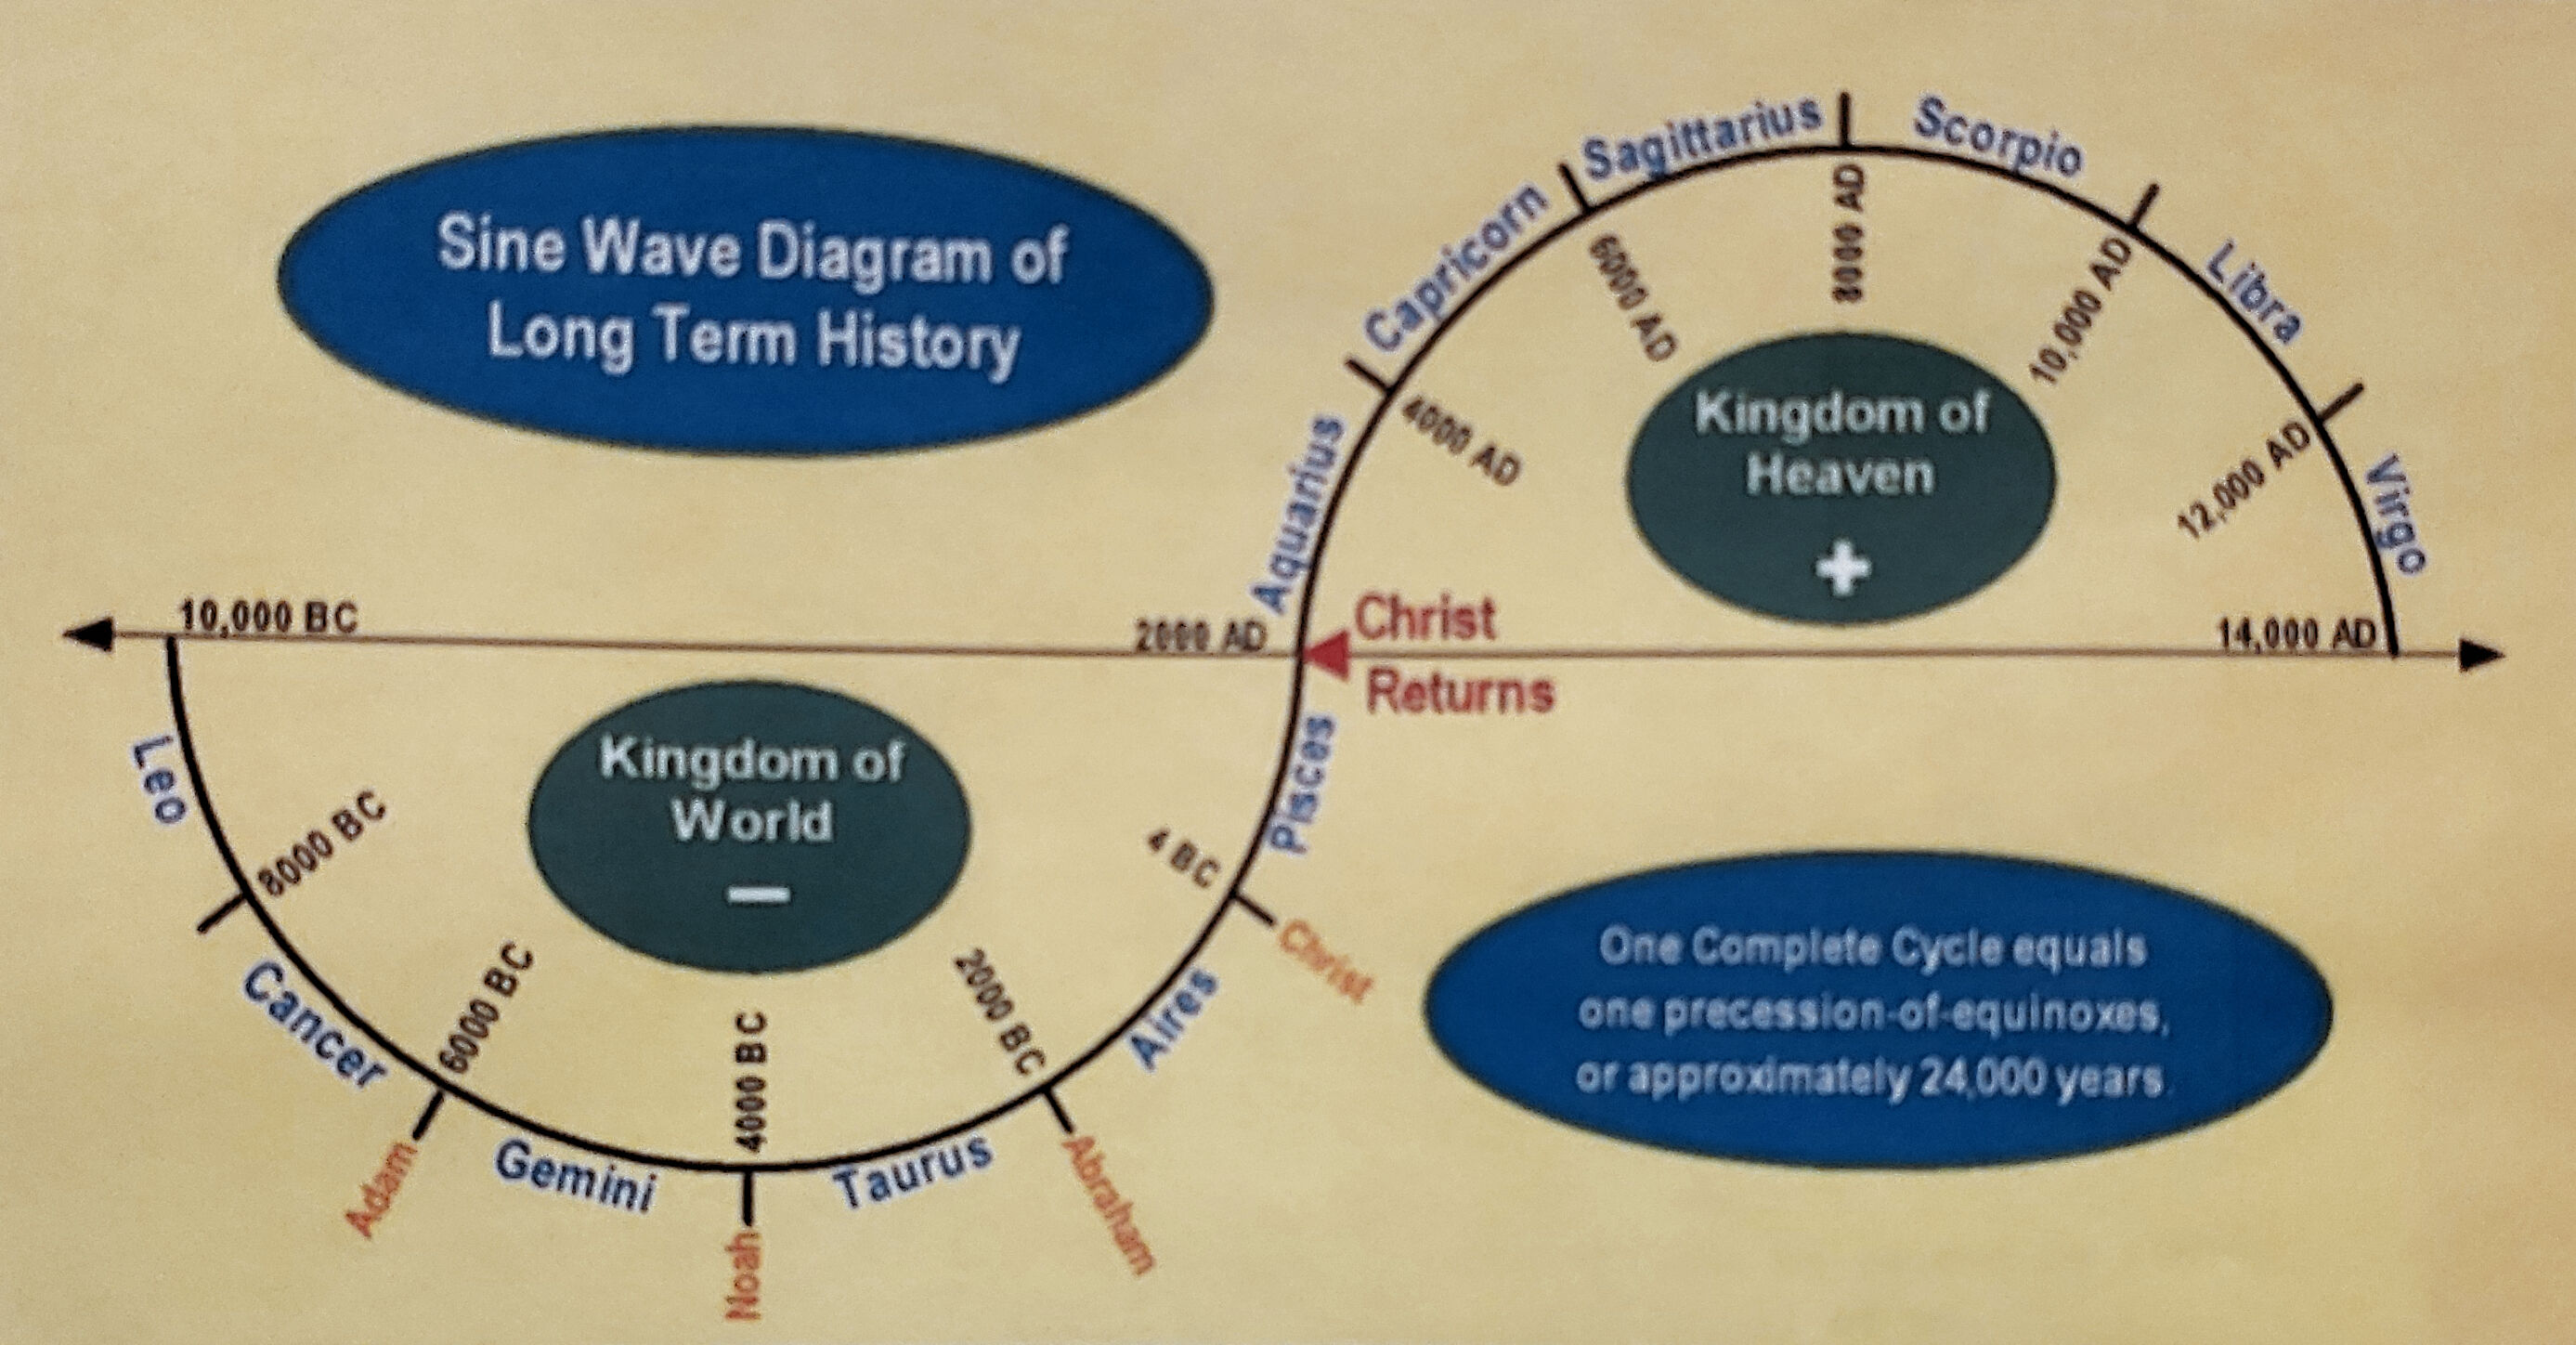 Sine Wave Diagram of
Long Term History
Sagittarius
Scorpio
Capricorn
Libra
Aquarius
Virgo
4000 AD
6000 AD
8000 AD
10,000 AD
12,000 AD
Kingdom of
Heaven
+
10,000 BC
2000 AD
Christ
Returns
14,000 AD
Kingdom of
World
−
Leo
8000 BC
Cancer
6000 BC
Adam
Gemini
4000 BC
Noah
Taurus
2000 BC
Abraham
Aires
4 BC
Christ
Pisces
One Complete Cycle equals
one precession-of-equinoxes,
or approximately 24,000 years.